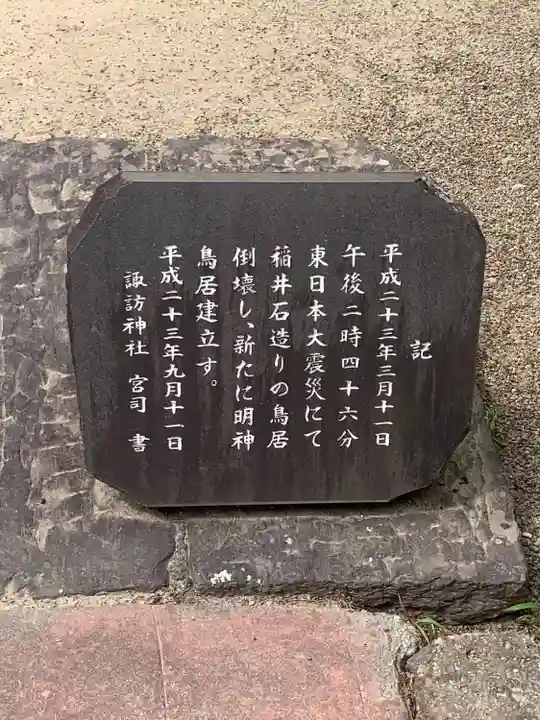 記
平成二十三年三月十一日
午後二時四十六分
東日本大震災にて
稲井石造りの鳥居
倒壊し、新たに明神
鳥居建立す。
平成二十三年九月十一日
諏訪神社 宮司 書